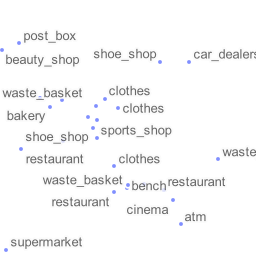 post_box
beauty_shop
shoe_shop
car_dealers
waste_basket
clothes
clothes
bakery
sports_shop
shoe_shop
waste
restaurant
clothes
waste_basket
bench
restaurant
restaurant
cinema
atm
supermarket